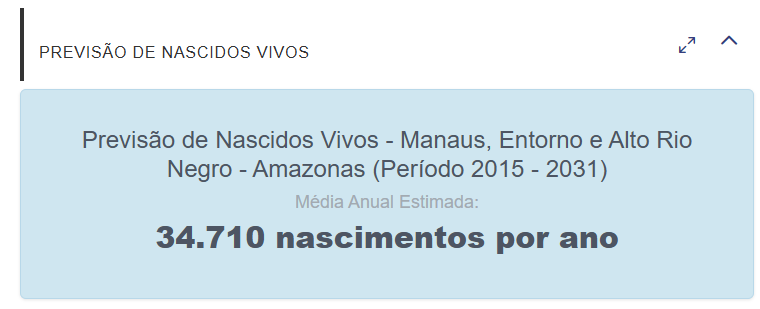 PREVISÃO DE NASCIDOS VIVOS
Previsão de Nascidos Vivos - Manaus, Entorno e Alto Rio
Negro - Amazonas (Período 2015 - 2031)
Média Anual Estimada:
34.710 nascimentos por ano